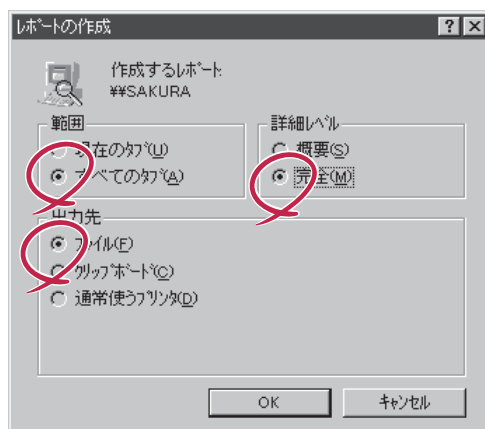 ﾚﾎﾟｰﾄの作成
作成するﾚﾎﾟｰﾄ:
¥¥SAKURA
範囲
現在のﾀﾌﾞ(U)
すべてのﾀﾌﾞ(A)
詳細ﾚﾍﾞﾙ
概要(S)
完全(M)
出力先
ﾌｧｲﾙ(F)
ｸﾘｯﾌﾟﾎﾞｰﾄﾞ(C)
通常使うﾌﾟﾘﾝﾀ(D)
OK
ｷｬﾝｾﾙ